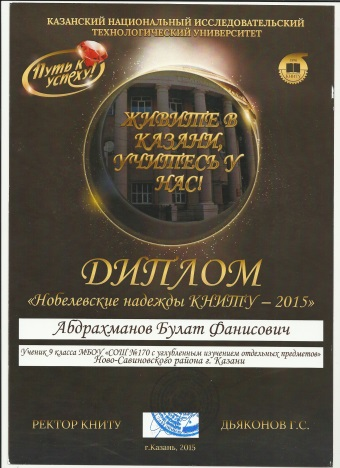 КАЗАНСКИЙ НАЦИОНАЛЬНЫЙ ИССЛЕДОВАТЕЛЬСКИЙ
ТЕХНОЛОГИЧЕСКИЙ УНИВЕРСИТЕТ
Путь к
успеху!
ЖИВИТЕ В
КАЗАНИ,
УЧИТЕСЬ У
НАС!
ДИПЛОМ
«Нобелевские надежды КНИТУ – 2015»
Абдрахманов Булат Фанисович
Ученик 9 класса МБОУ «СОШ №170 с углубленным изучением отдельных предметов»
Ново-Савиновского района г. Казани
РЕКТОР КНИТУ
ДЬЯКОНОВ Г.С.
г.Казань, 2015